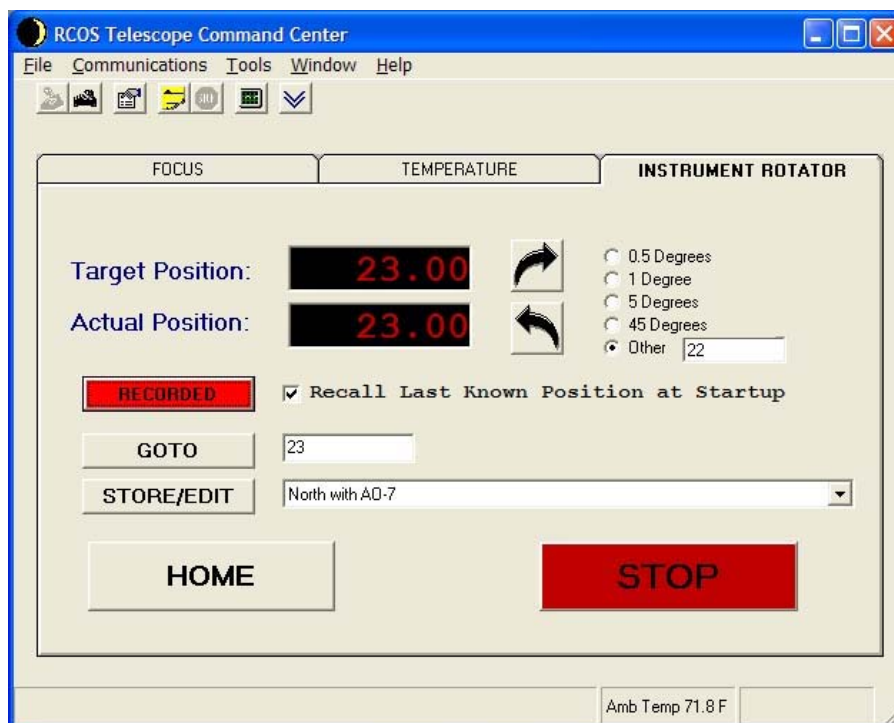 RCOS Telescope Command Center
File Communications Tools Window Help
FOCUS TEMPERATURE INSTRUMENT ROTATOR
Target Position: 23.00
Actual Position: 23.00
0.5 Degrees
1 Degree
5 Degrees
45 Degrees
Other 22
RECORDED Recall Last Known Position at Startup
GOTO 23
STORE/EDIT North with AO-7
HOME STOP
Amb Temp 71.8 F